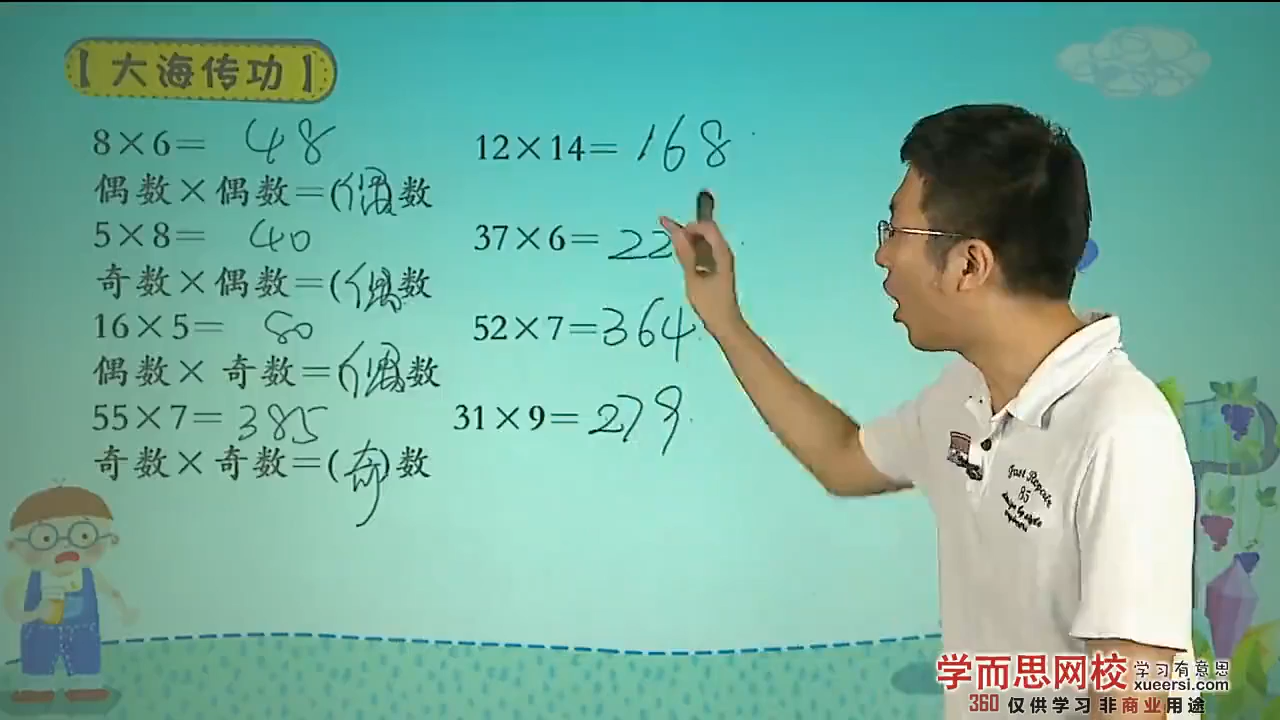 【大海传功】
8×6= 48
偶数×偶数=(偶数
5×8= 40
奇数×偶数=(偶数
16×5= 80
偶数× 奇数=(偶数
55×7=385
奇数×奇数=(奇)数
12×14=168
37×6=22
52×7=364
31×9=279
Just Repair
85
学而思网校 学习有意思
xueersi.com
360 仅供学习 非商业用途